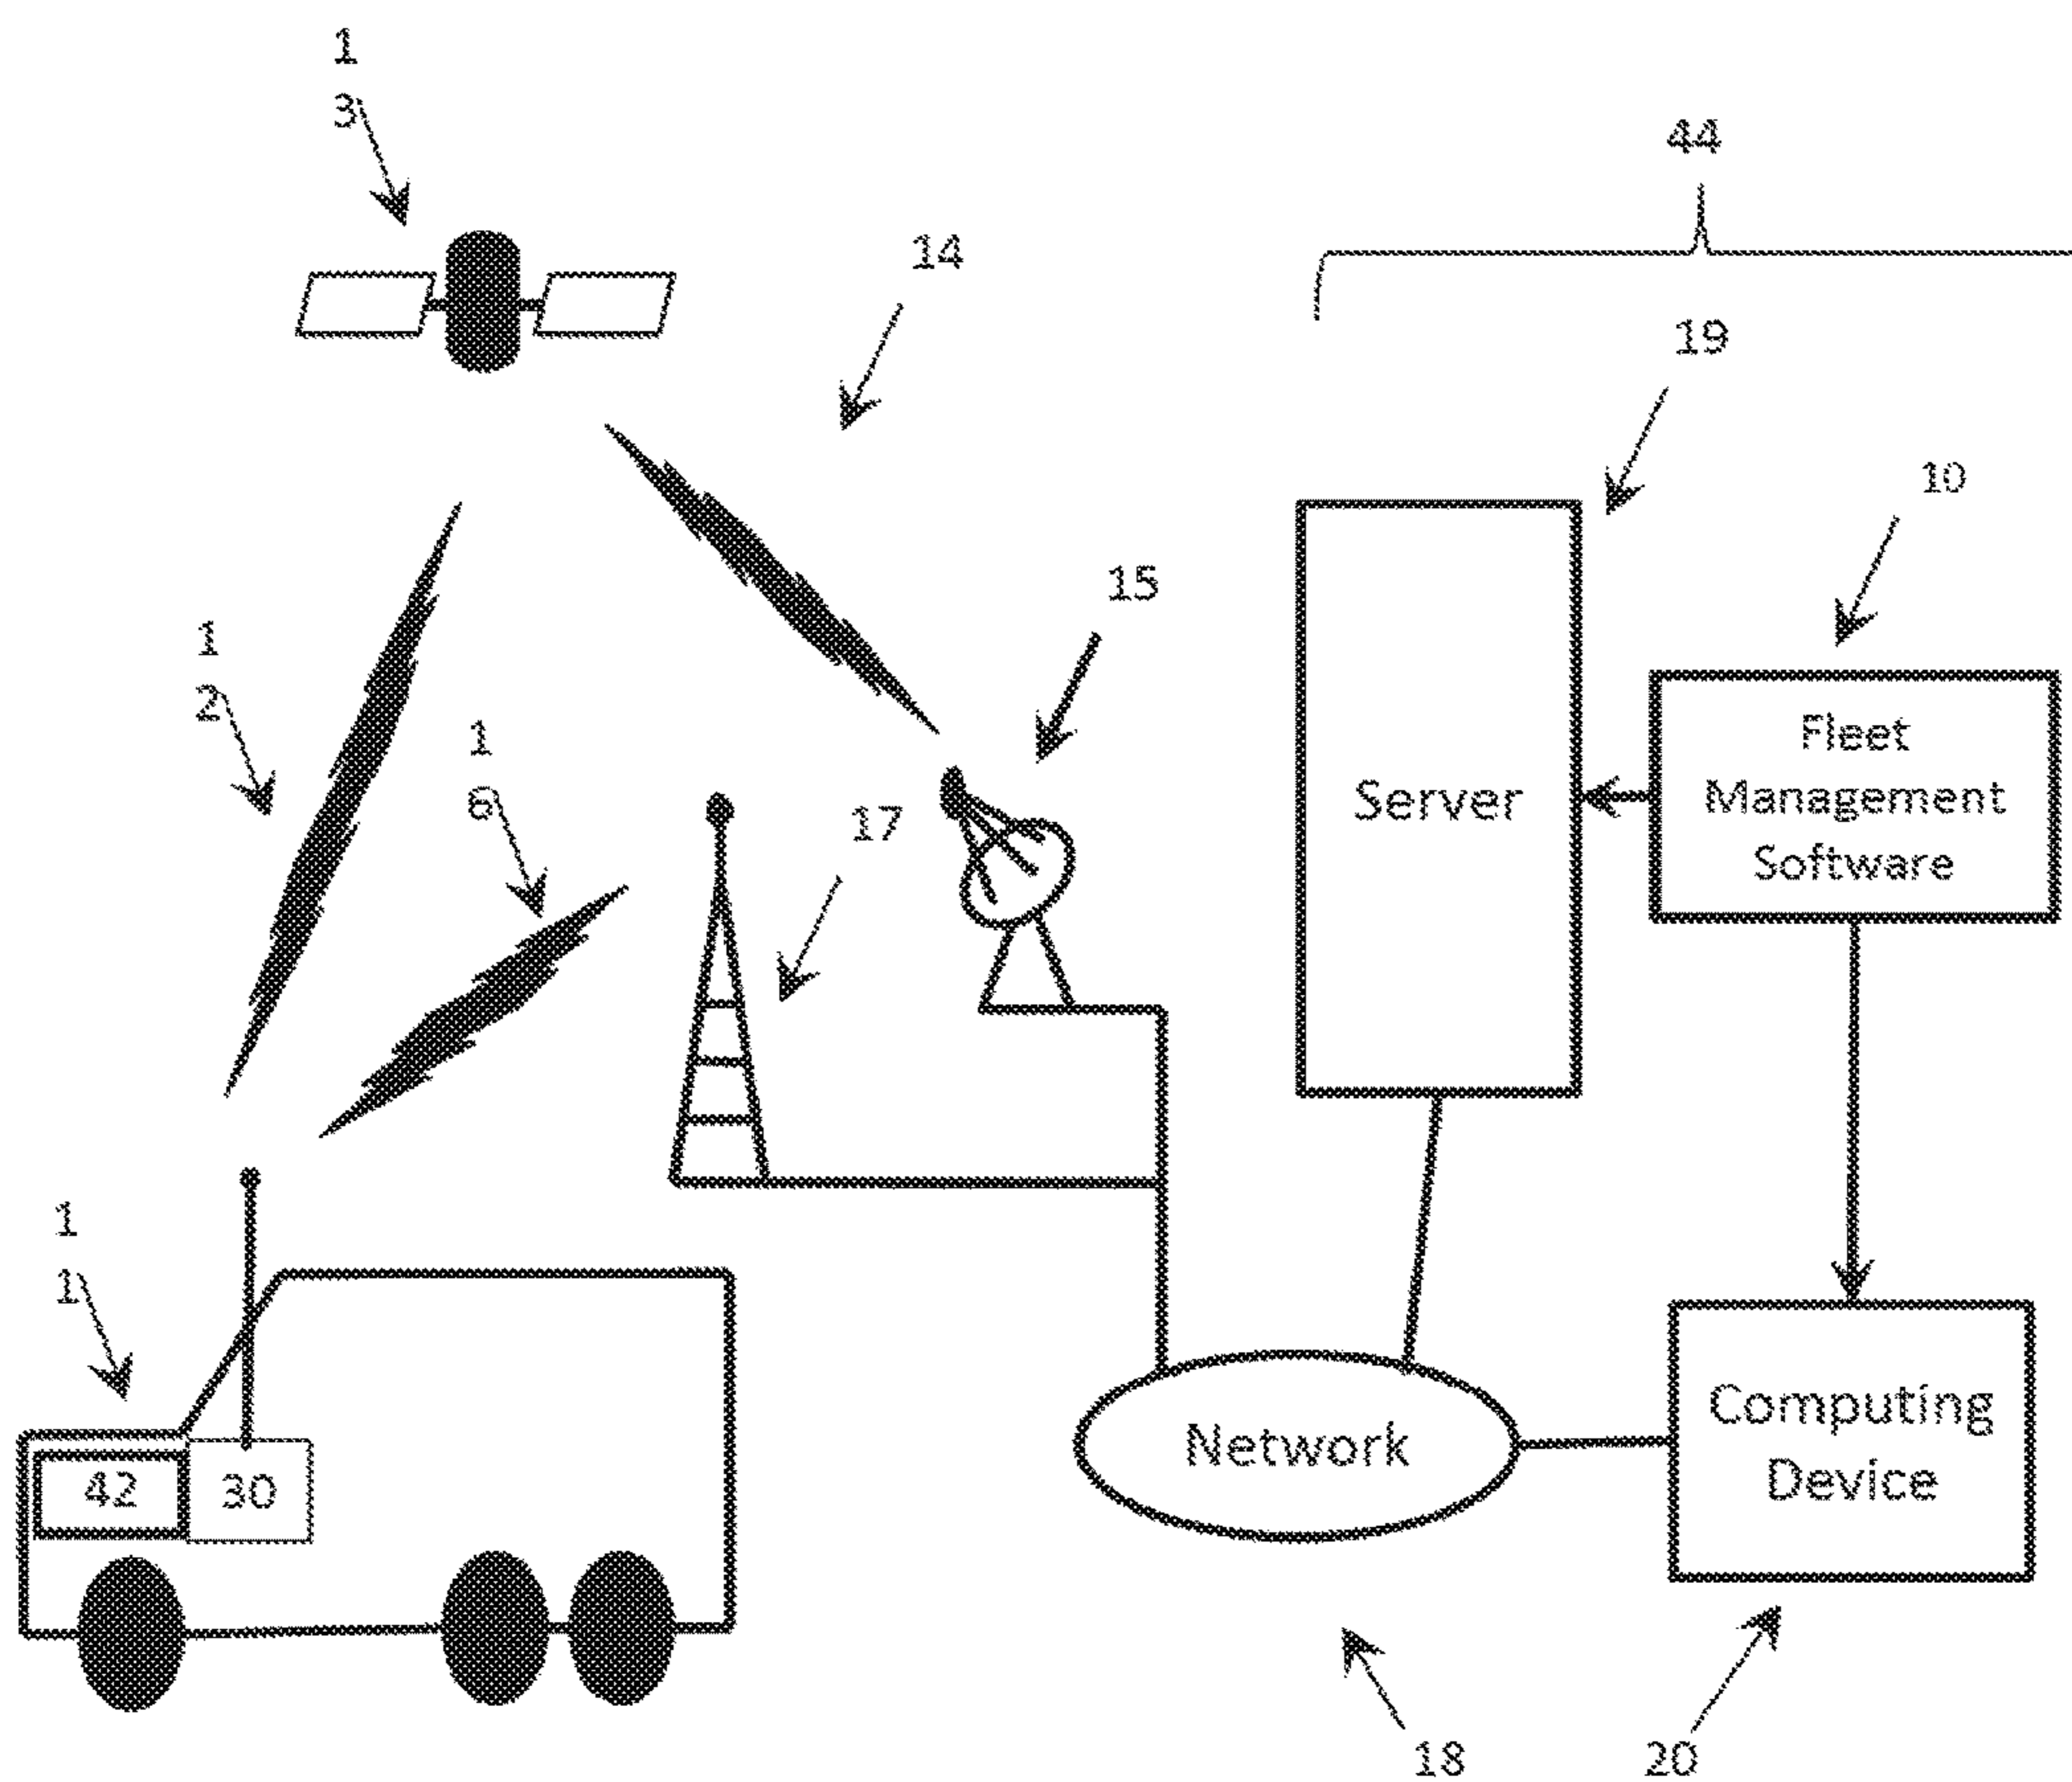 1
3
44
14
19
10
15
1
2
1
6
17
Server
Fleet
Management
Software
1
1
42
30
Network
Computing
Device
18
20